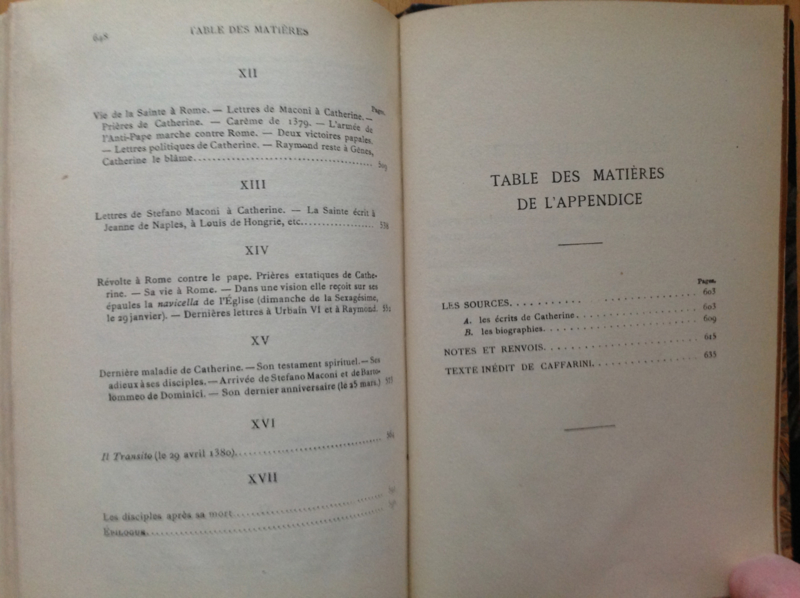 648
TABLE DES MATIÈRES
XII
Pages.
Vie de la Sainte à Rome. — Lettres de Maconi à Catherine. —
Prières de Catherine. — Carême de 1379. — L'armée de
l'Anti-Pape marche contre Rome. — Deux victoires papales.
— Lettres politiques de Catherine. — Raymond reste à Gênes,
Catherine le blâme
XIII
Lettres de Stefano Maconi à Catherine. — La Sainte écrit à
Jeanne de Naples, à Louis de Hongrie, etc.
XIV
Révolte à Rome contre le pape. Prières extatiques de Cathe-
rine. — Sa vie à Rome. — Dans une vision elle reçoit sur ses
épaules la navicella de l'Église (dimanche de la Sexagésime,
le 29 janvier). — Dernières lettres à Urbain VI et à Raymond.
XV
Dernière maladie de Catherine. — Son testament spirituel. — Ses
adieux à ses disciples. — Arrivée de Stefano Maconi et de Barto-
lommeo de Dominici. — Son dernier anniversaire (le 25 mars.)
XVI
Il Transito (le 29 avril 1380)
XVII
Les disciples après sa mort
ÉPILOGUE
TABLE DES MATIÈRES
DE L'APPENDICE
Pages.
LES SOURCES 603
A. les écrits de Catherine 603
B. les biographies 609
NOTES ET RENVOIS 615
TEXTE INÉDIT DE CAFFARINI 635